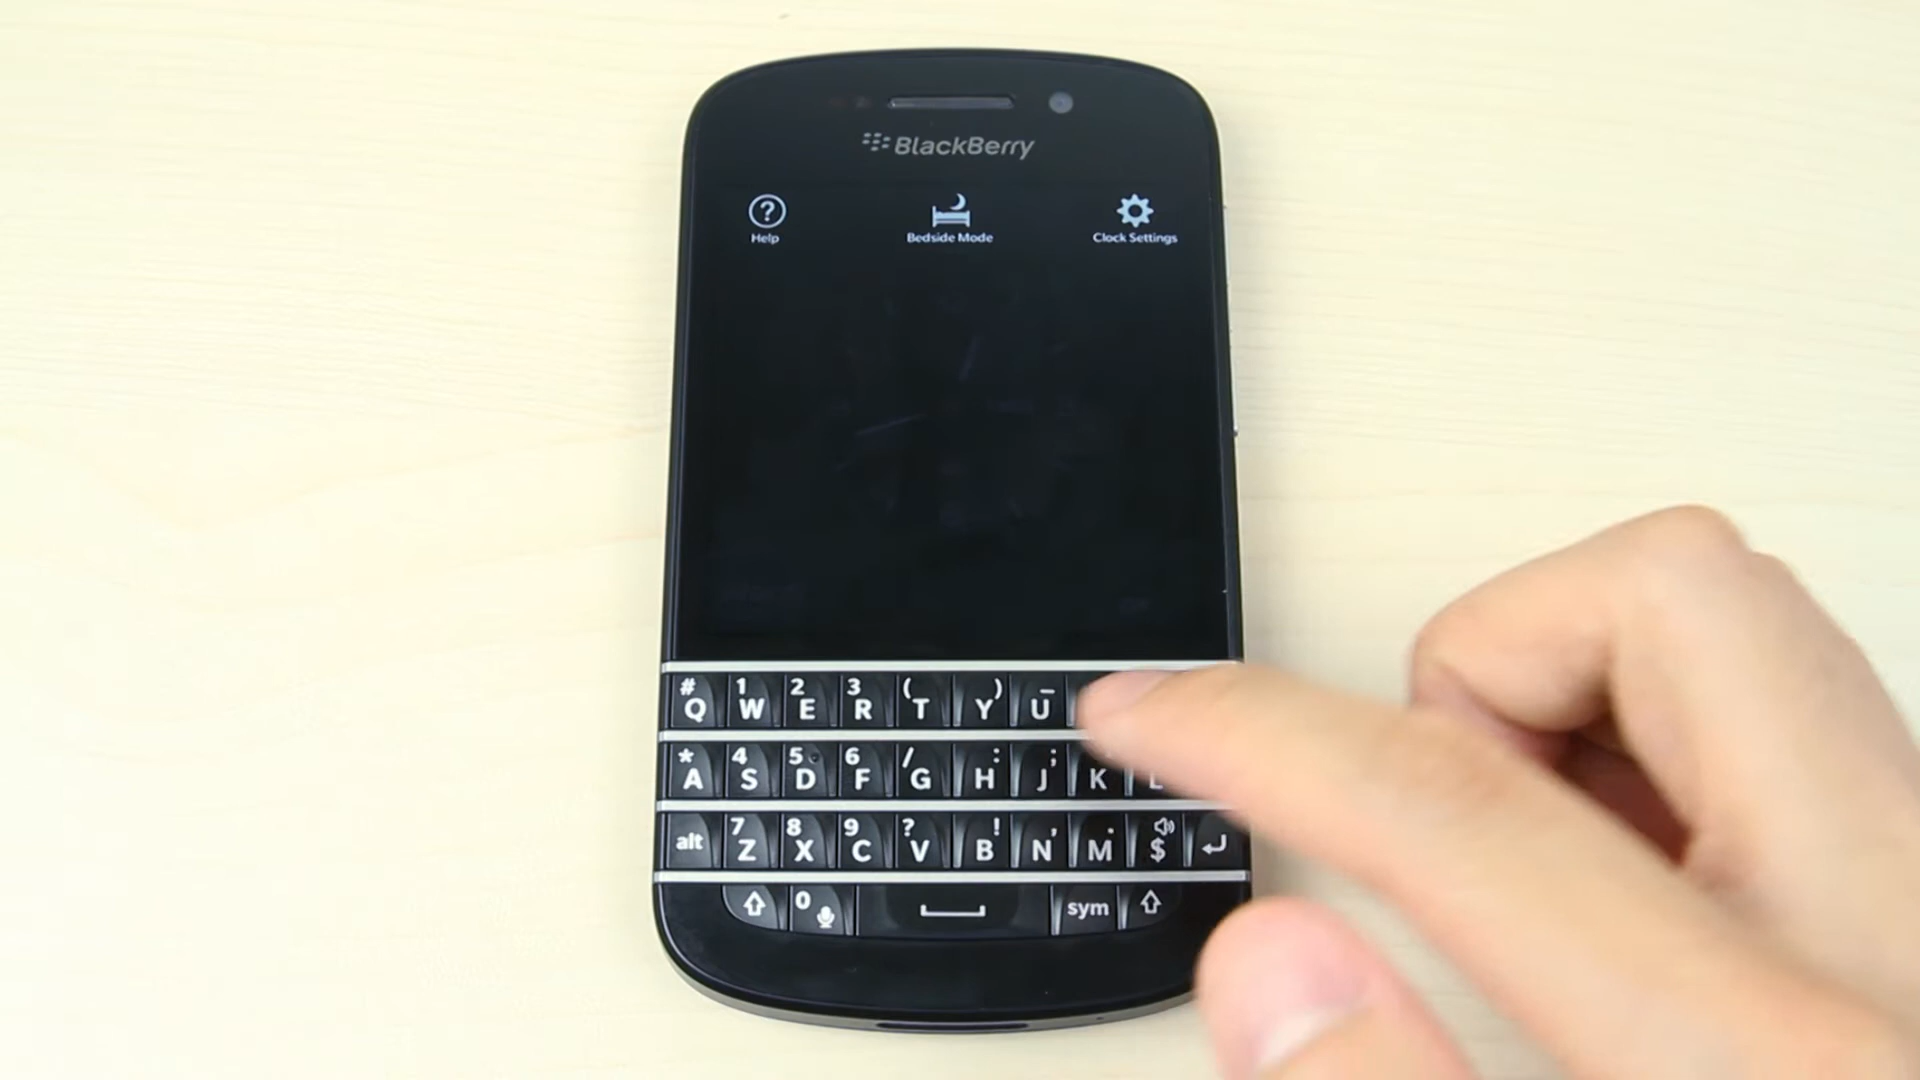 BlackBerry
Help Bedside Mode Clock Settings
# 1 2 3 ( ) _
Q W E R T Y U
* 4 5 6 / : ;
A S D F G H J K L
7 8 9 ? ! , .
alt Z X C V B N M $
0 sym